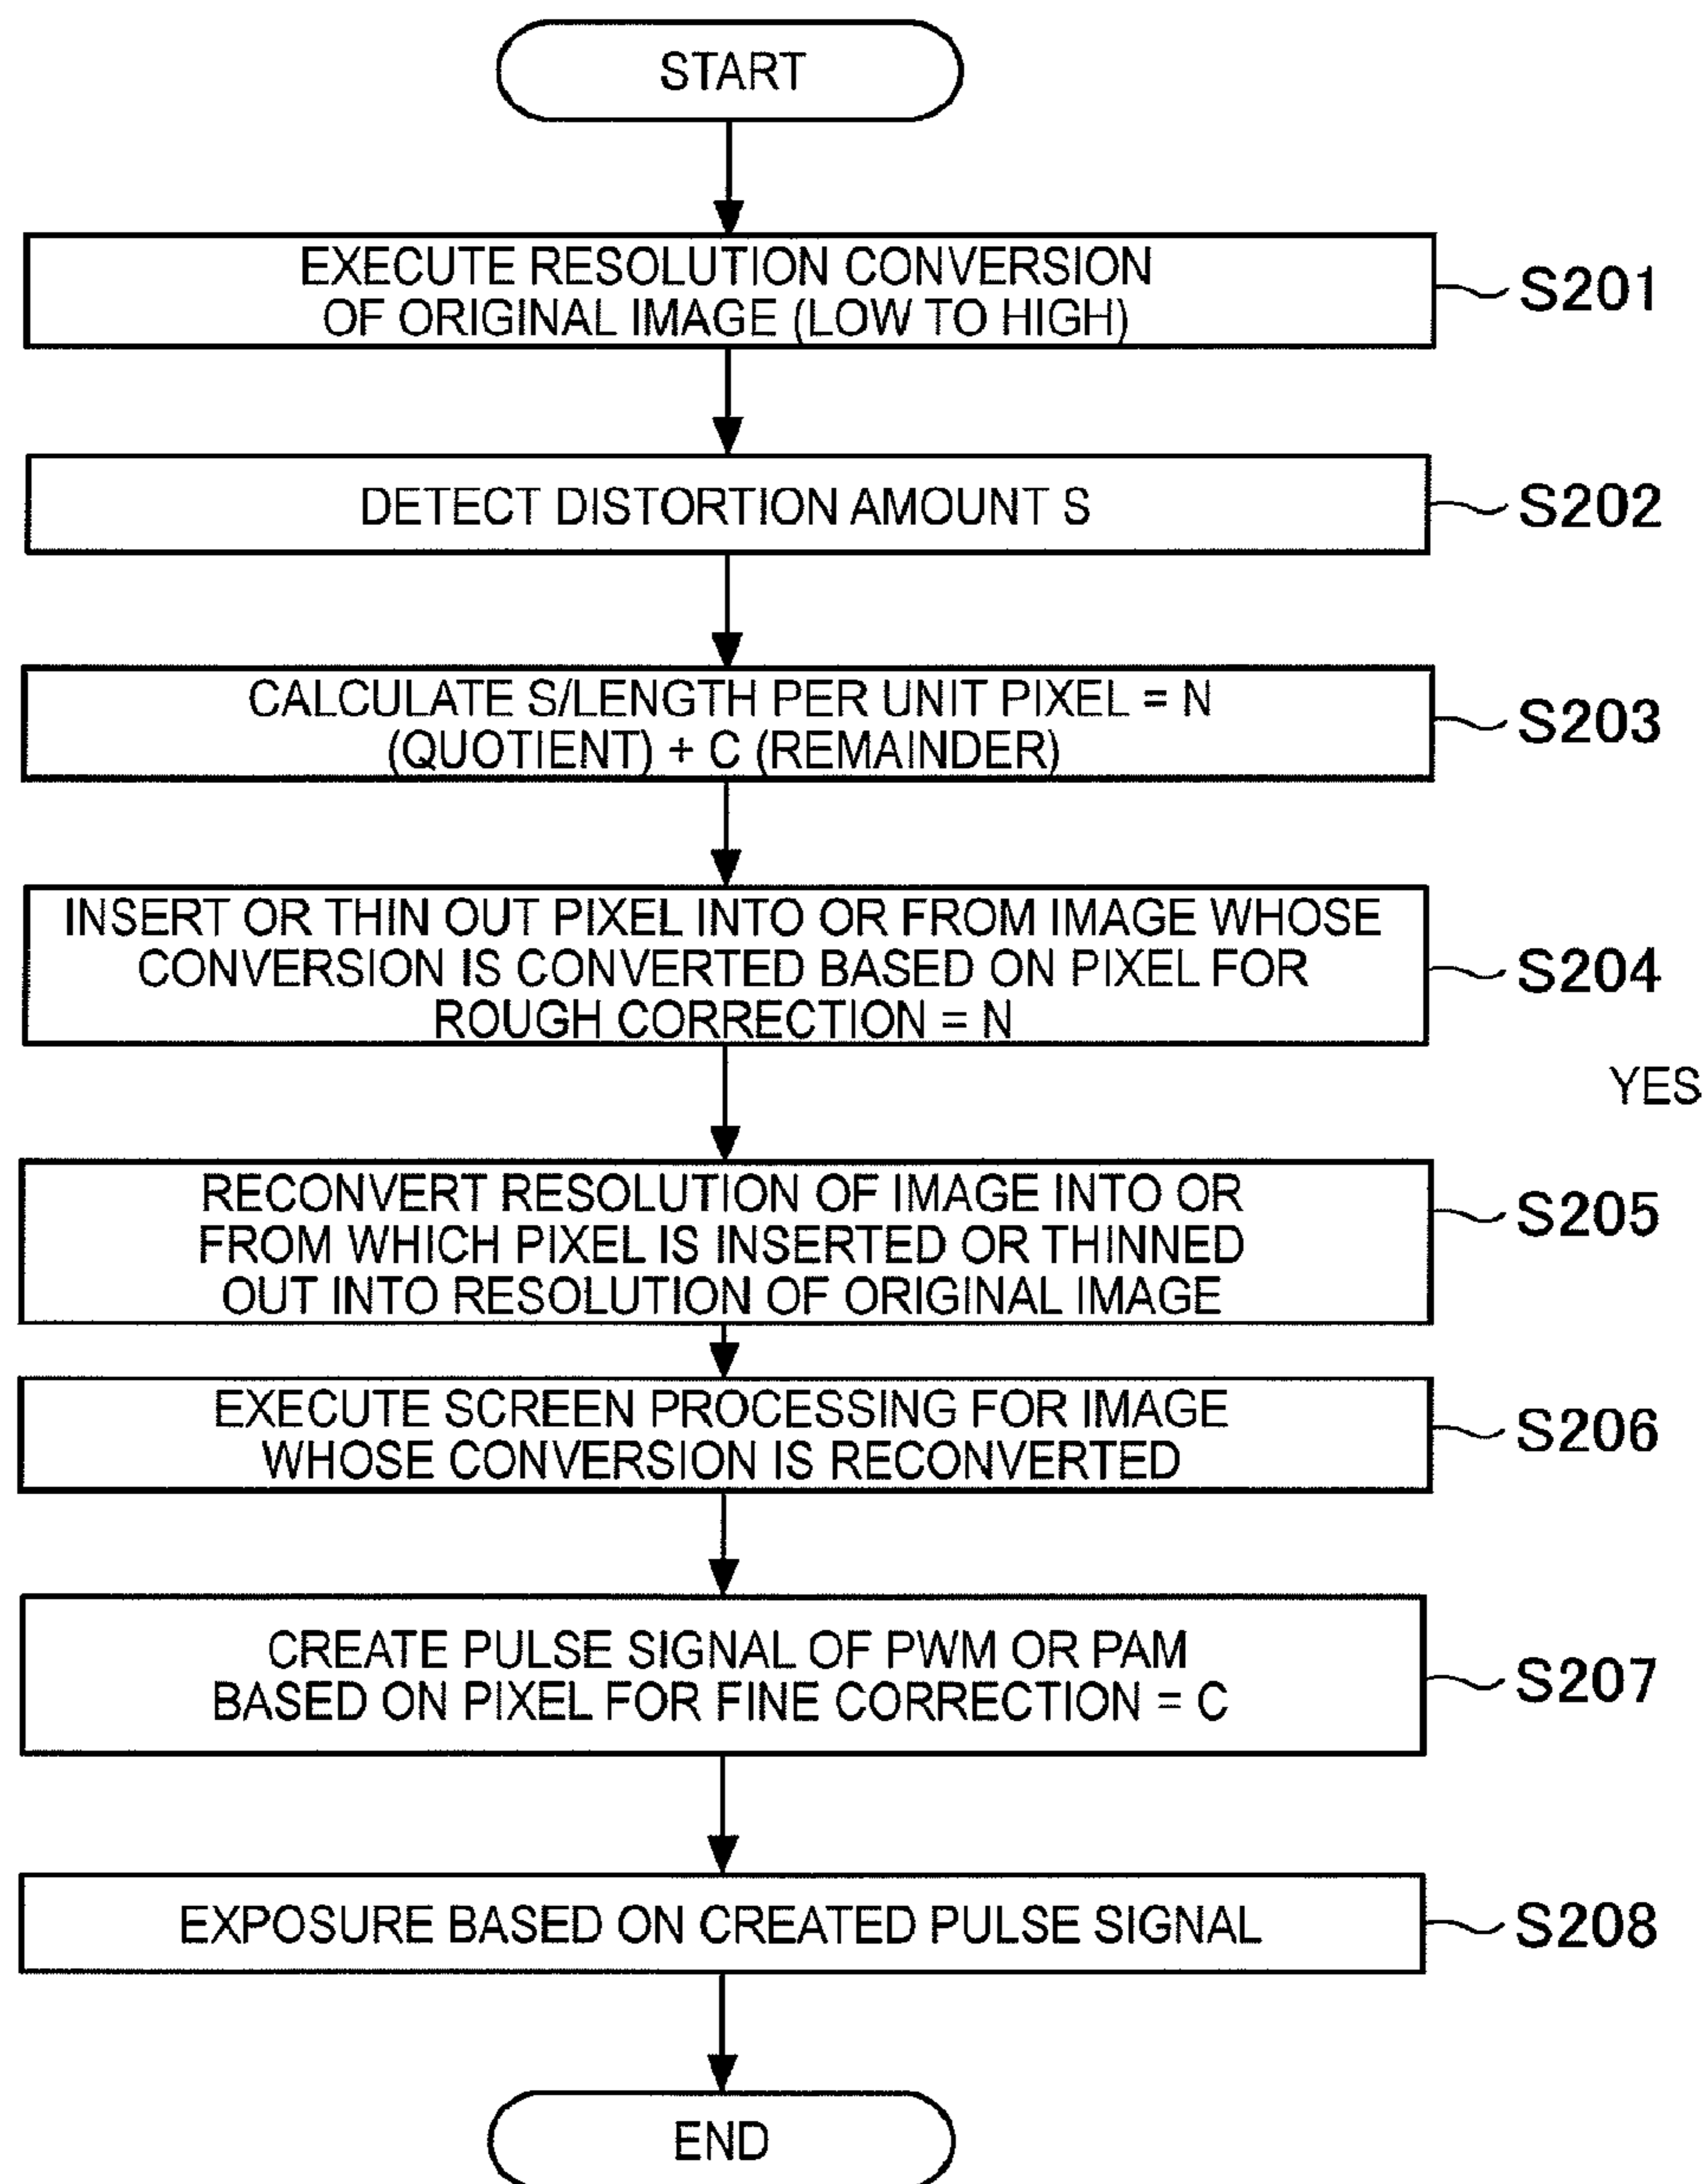 START
EXECUTE RESOLUTION CONVERSION
OF ORIGINAL IMAGE (LOW TO HIGH)
S201
DETECT DISTORTION AMOUNT S
S202
CALCULATE S/LENGTH PER UNIT PIXEL = N
(QUOTIENT) + C (REMAINDER)
S203
INSERT OR THIN OUT PIXEL INTO OR FROM IMAGE WHOSE
CONVERSION IS CONVERTED BASED ON PIXEL FOR
ROUGH CORRECTION = N
S204
YES
RECONVERT RESOLUTION OF IMAGE INTO OR
FROM WHICH PIXEL IS INSERTED OR THINNED
OUT INTO RESOLUTION OF ORIGINAL IMAGE
S205
EXECUTE SCREEN PROCESSING FOR IMAGE
WHOSE CONVERSION IS RECONVERTED
S206
CREATE PULSE SIGNAL OF PWM OR PAM
BASED ON PIXEL FOR FINE CORRECTION = C
S207
EXPOSURE BASED ON CREATED PULSE SIGNAL
S208
END